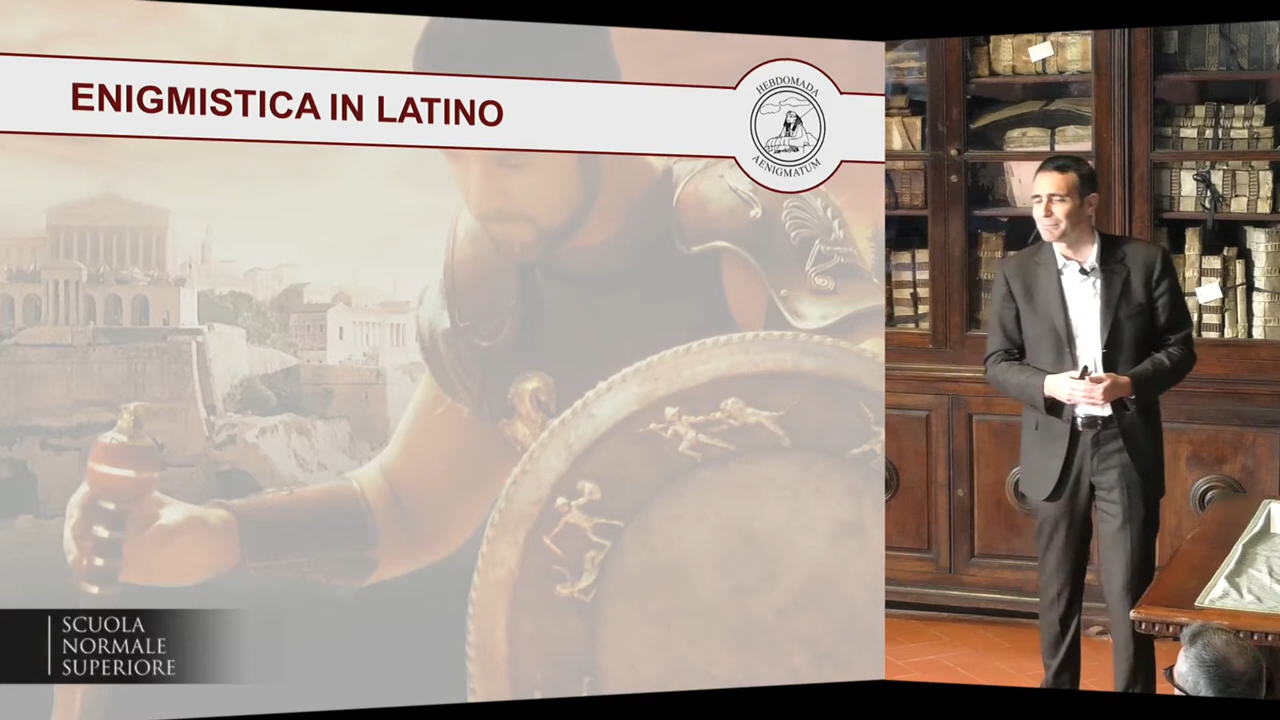 ENIGMISTICA IN LATINO
HEBDOMADA
AENIGMATUM
SCUOLA
NORMALE
SUPERIORE